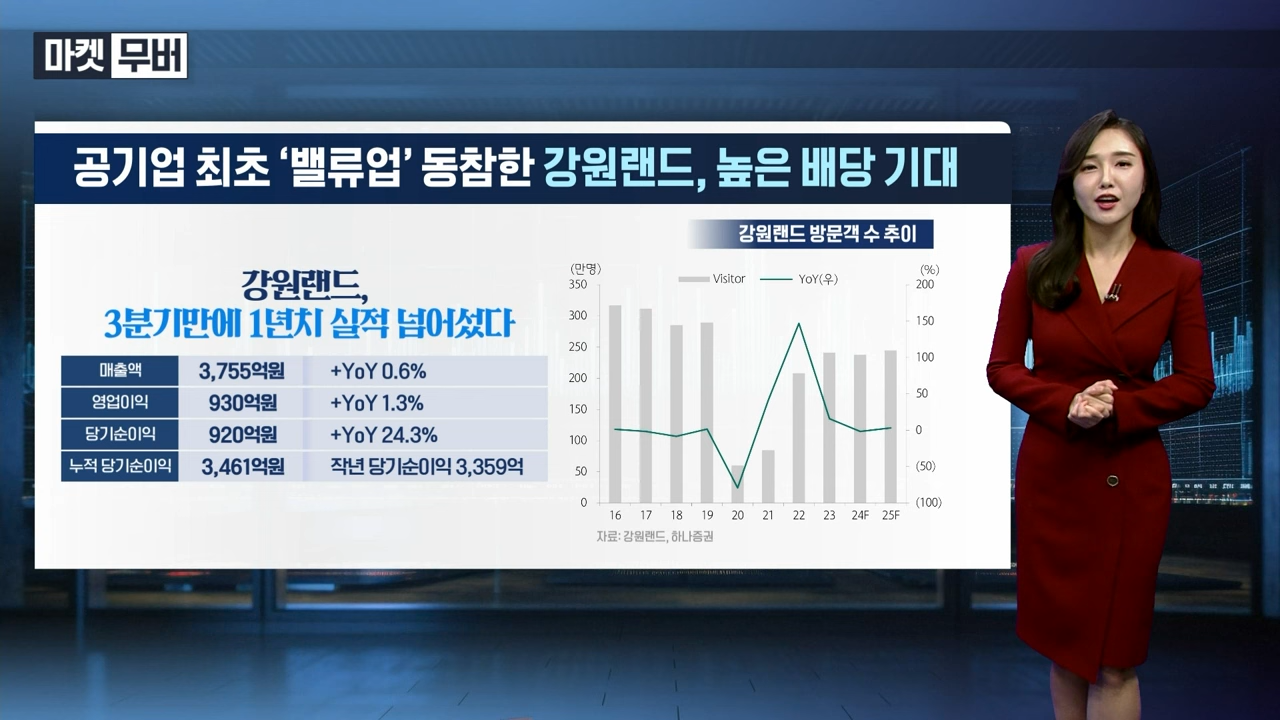 마켓 무버
공기업 최초 ‘밸류업’ 동참한 강원랜드, 높은 배당 기대
강원랜드,
3분기만에 1년치 실적 넘어섰다
매출액 3,755억원 +YoY 0.6%
영업이익 930억원 +YoY 1.3%
당기순이익 920억원 +YoY 24.3%
누적 당기순이익 3,461억원 작년 당기순이익 3,359억
강원랜드 방문객 수 추이
(만명) Visitor YoY(우) (%)
350 200
300 150
250 100
200 50
150 0
100 (50)
50 (100)
0
16 17 18 19 20 21 22 23 24F 25F
자료: 강원랜드, 하나증권